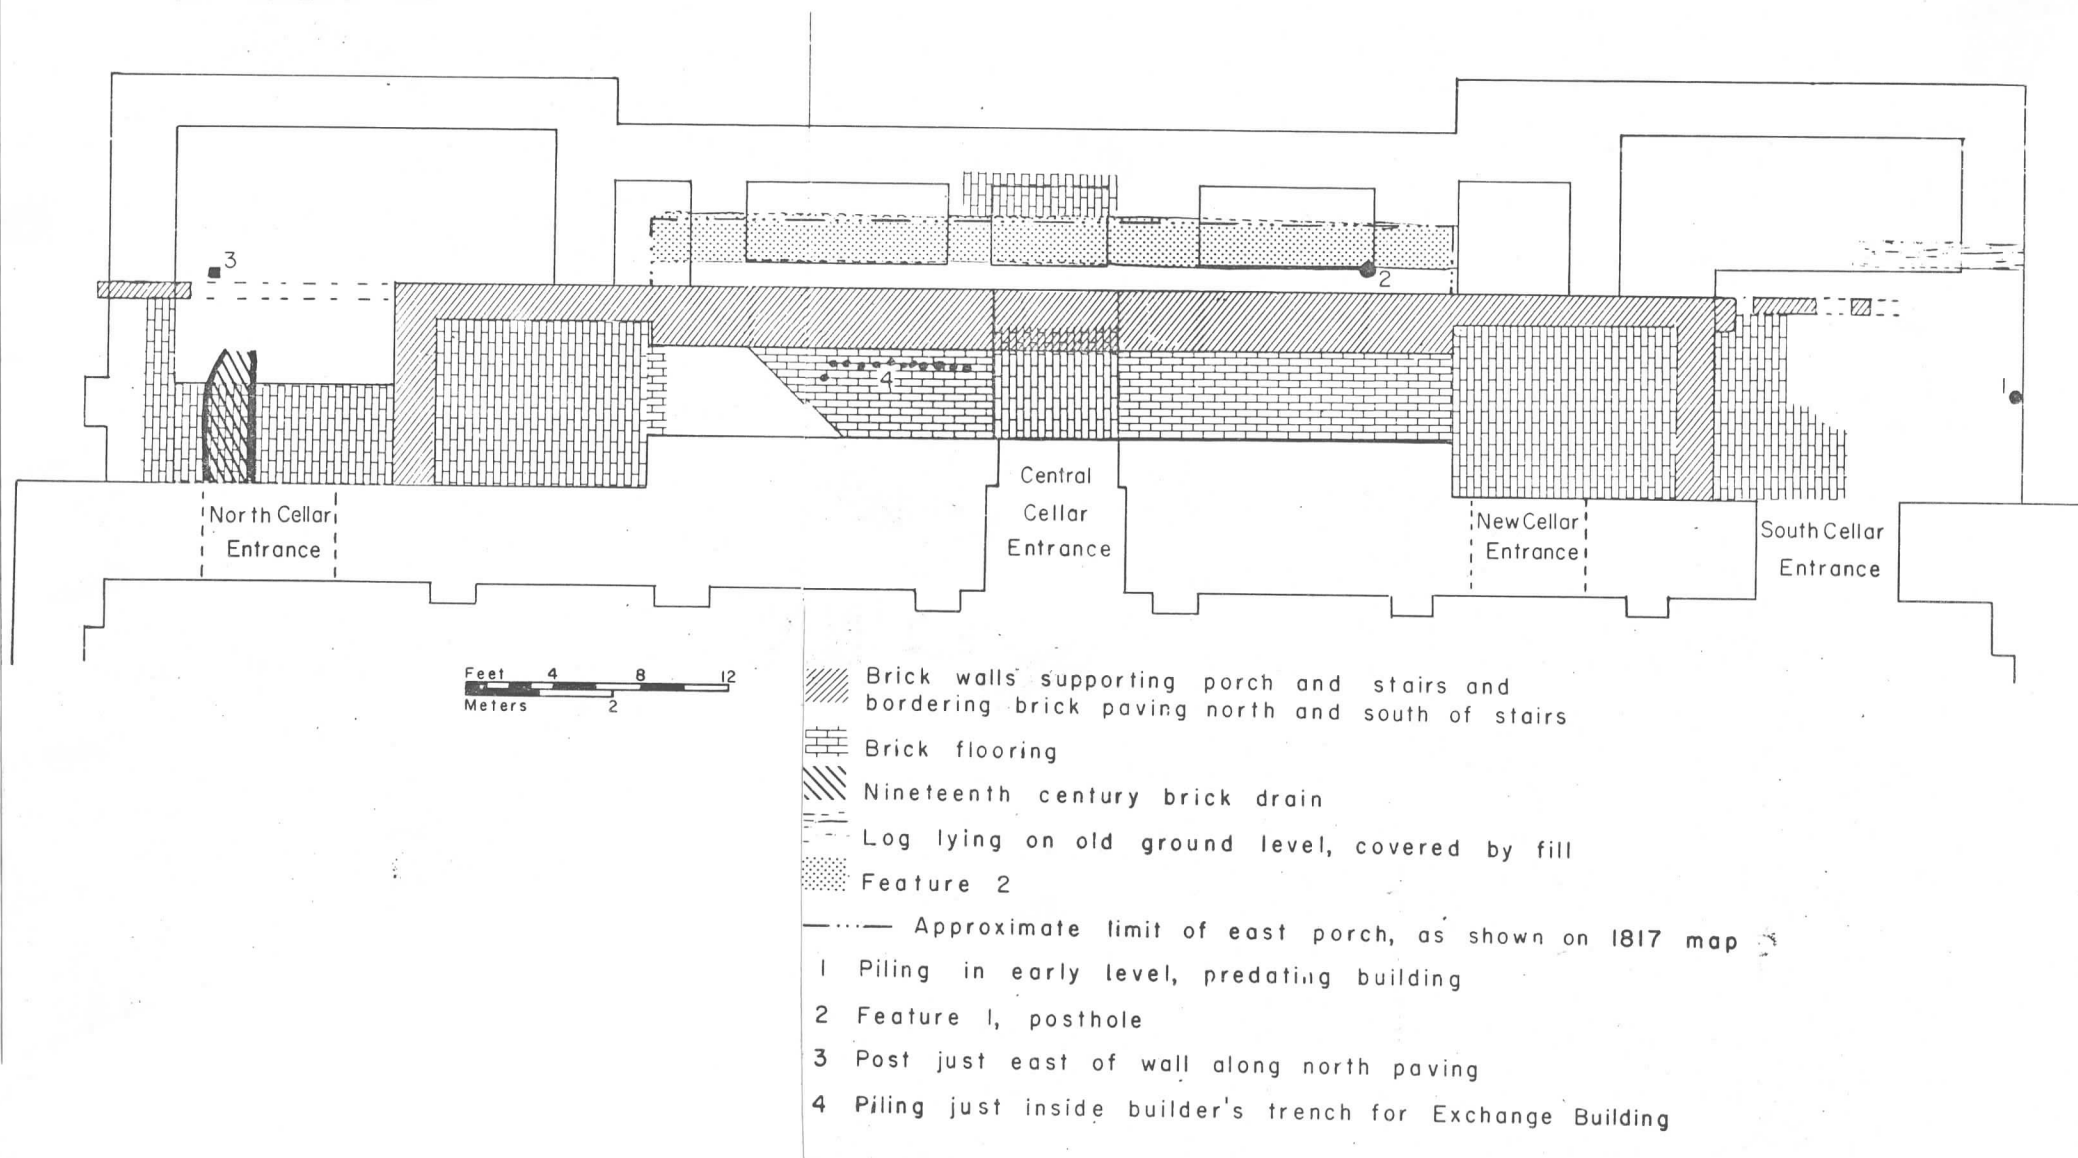 3
2
4
1
North Cellar
Entrance
Central
Cellar
Entrance
New Cellar
Entrance
South Cellar
Entrance
Feet 4 8 12
Meters 2
Brick walls supporting porch and stairs and
bordering brick paving north and south of stairs
Brick flooring
Nineteenth century brick drain
Log lying on old ground level, covered by fill
Feature 2
Approximate limit of east porch, as shown on 1817 map
1 Piling in early level, predating building
2 Feature 1, posthole
3 Post just east of wall along north paving
4 Piling just inside builder's trench for Exchange Building